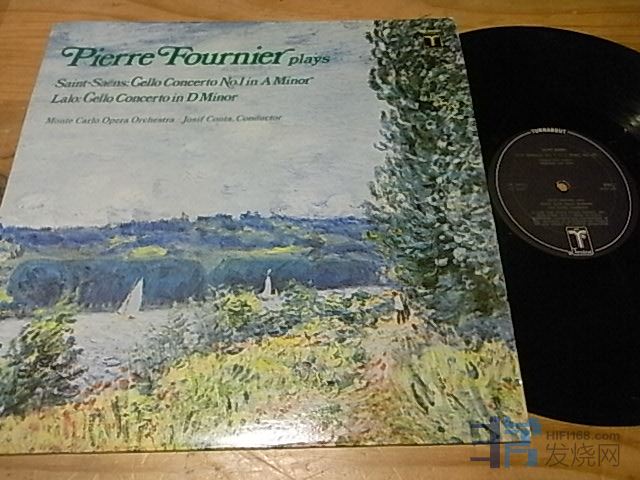 Pierre Fournier plays
Saint-Saëns: Cello Concerto No.1 in A Minor
Lalo: Cello Concerto in D Minor
Monte Carlo Opera Orchestra Josif Conta, Conductor
TURNABOUT
HIFI168.com
发烧网